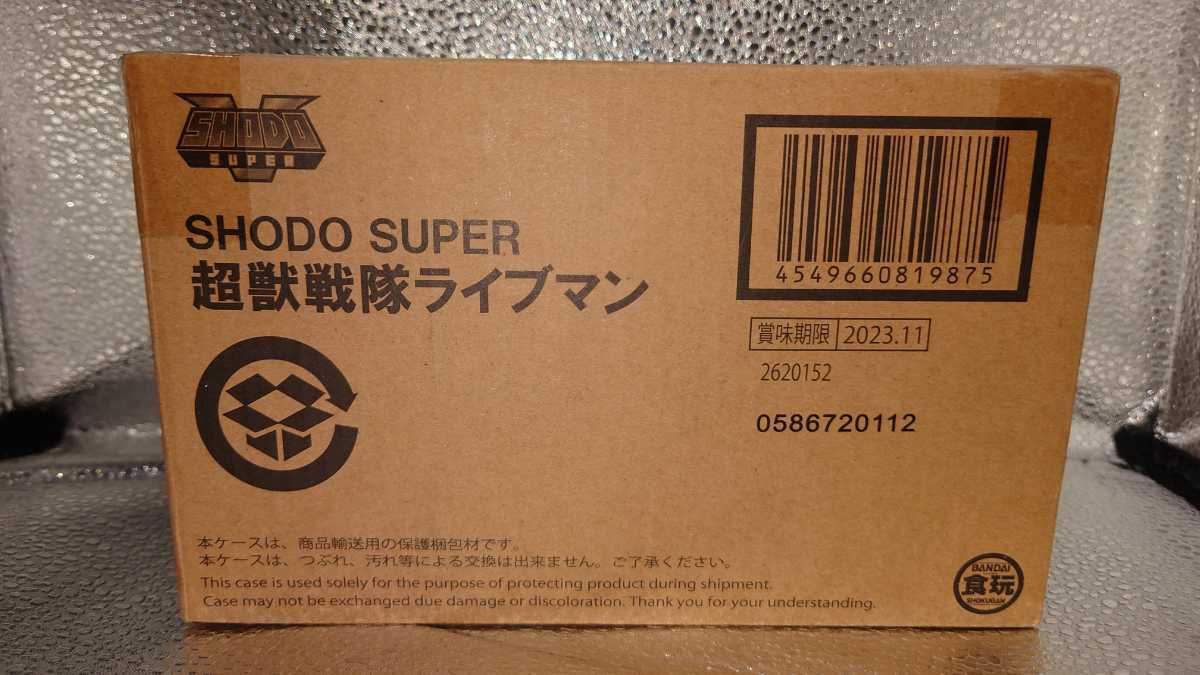 SHODO
SUPER
SHODO SUPER
超獣戦隊ライブマン
4549660819875
賞味期限 2023.11
2620152
0586720112
本ケースは、商品輸送用の保護梱包材です。
本ケースは、つぶれ、汚れ等による交換は出来ません。ご了承ください。
This case is used solely for the purpose of protecting product during shipment.
Case may not be exchanged due damage or discoloration. Thank you for your understanding.
BANDAI
食玩
SHOKUGAN